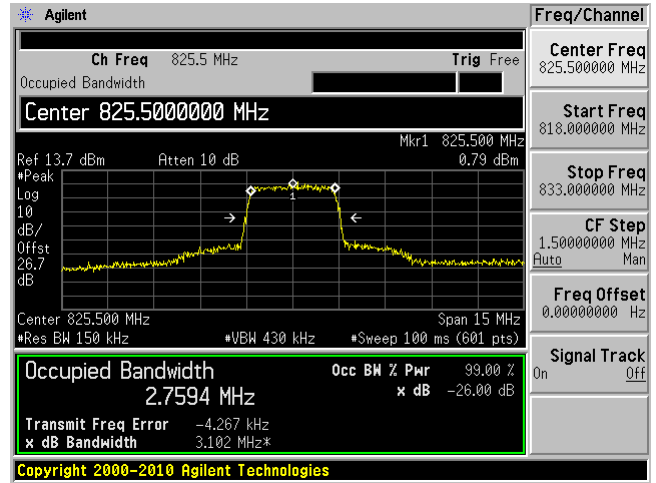 Agilent
Freq/Channel
Ch Freq 825.5 MHz Trig Free
Occupied Bandwidth
Center 825.5000000 MHz
Mkr1 825.500 MHz
Ref 13.7 dBm Atten 10 dB 0.79 dBm
#Peak
Log
10
dB/
Offst
26.7
dB
1
Center 825.500 MHz Span 15 MHz
#Res BW 150 kHz #VBW 430 kHz #Sweep 100 ms (601 pts)
Occupied Bandwidth Occ BW % Pwr 99.00 %
2.7594 MHz x dB -26.00 dB
Transmit Freq Error -4.267 kHz
x dB Bandwidth 3.102 MHz*
Copyright 2000-2010 Agilent Technologies
Center Freq
825.500000 MHz
Start Freq
818.000000 MHz
Stop Freq
833.000000 MHz
CF Step
1.50000000 MHz
Auto Man
Freq Offset
0.00000000 Hz
Signal Track
On Off